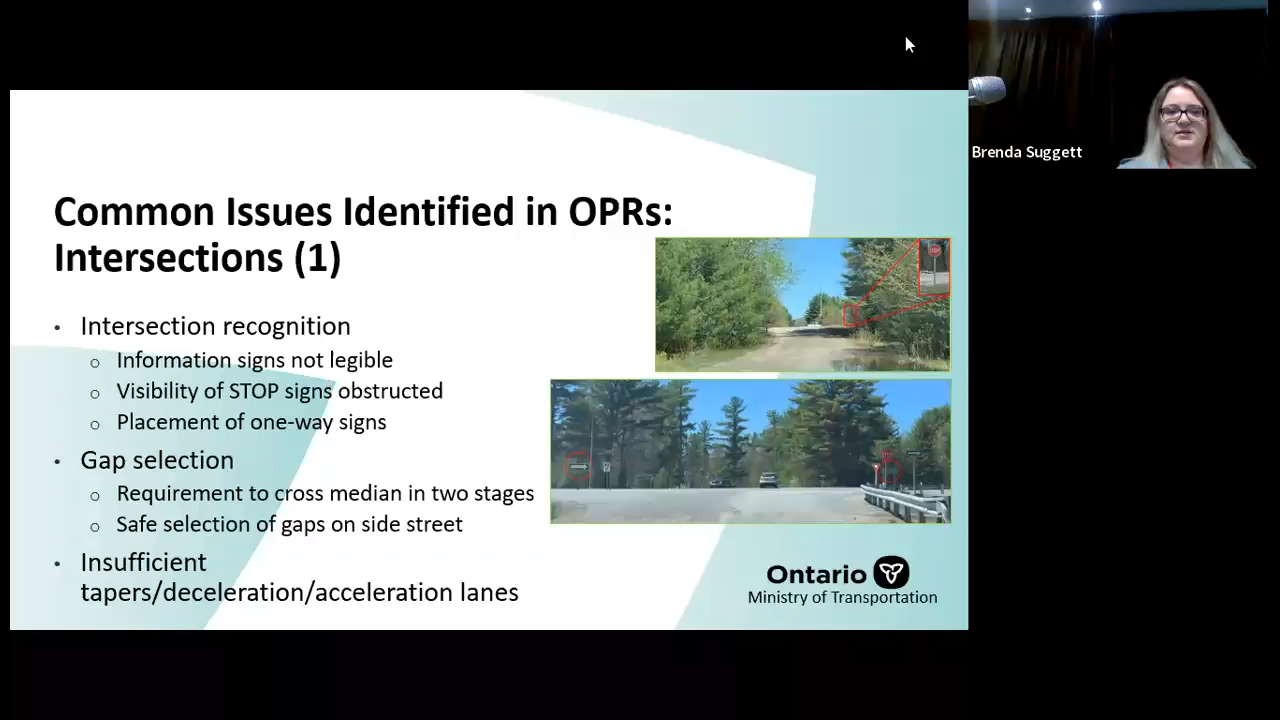 Brenda Suggett
Common Issues Identified in OPRs:
Intersections (1)
• Intersection recognition
o Information signs not legible
o Visibility of STOP signs obstructed
o Placement of one-way signs
• Gap selection
o Requirement to cross median in two stages
o Safe selection of gaps on side street
• Insufficient
tapers/deceleration/acceleration lanes
Ontario
Ministry of Transportation